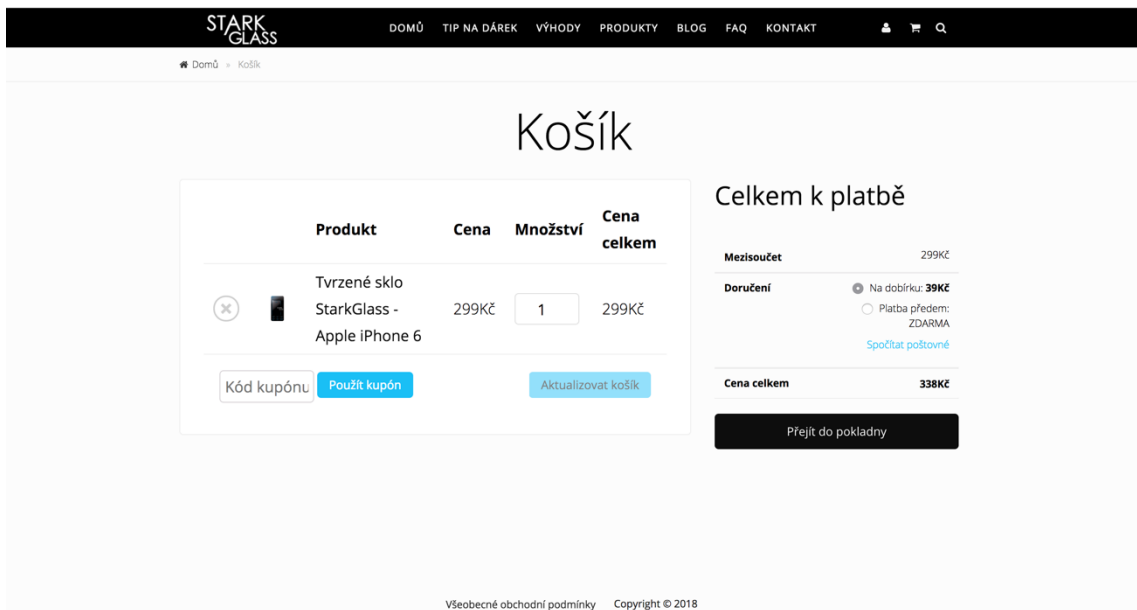 STARK
GLASS
DOMŮ TIP NA DÁREK VÝHODY PRODUKTY BLOG FAQ KONTAKT
Domů » Košík
Košík
Produkt Cena Množství Cena
celkem
Tvrzené sklo
StarkGlass -
Apple iPhone 6
299Kč 1 299Kč
Kód kupónu Použít kupón Aktualizovat košík
Celkem k platbě
Mezisoučet 299Kč
Doručení Na dobírku: 39Kč
Platba předem:
ZDARMA
Spočítat poštovné
Cena celkem 338Kč
Přejít do pokladny
Všeobecné obchodní podmínky Copyright © 2018